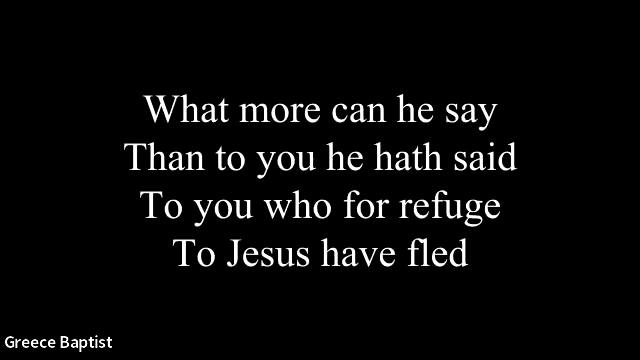 What more can he say
Than to you he hath said
To you who for refuge
To Jesus have fled
Greece Baptist